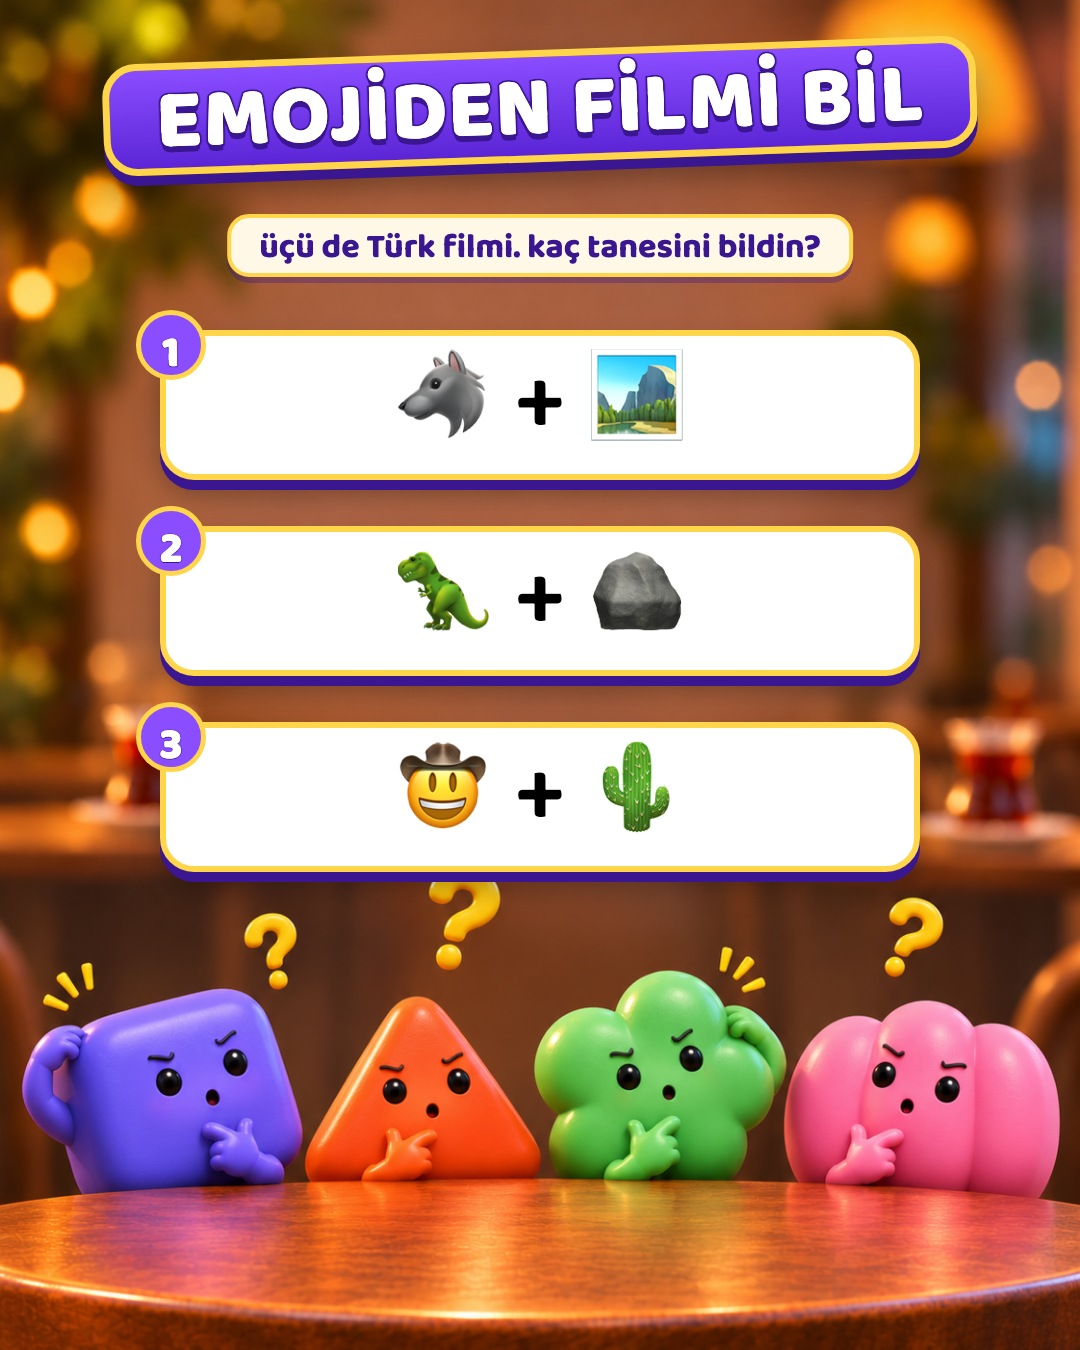 EMOJİDEN FİLMİ BİL
üçü de Türk filmi. kaç tanesini bildin?
1
+
2
+
3
+
? ? ?